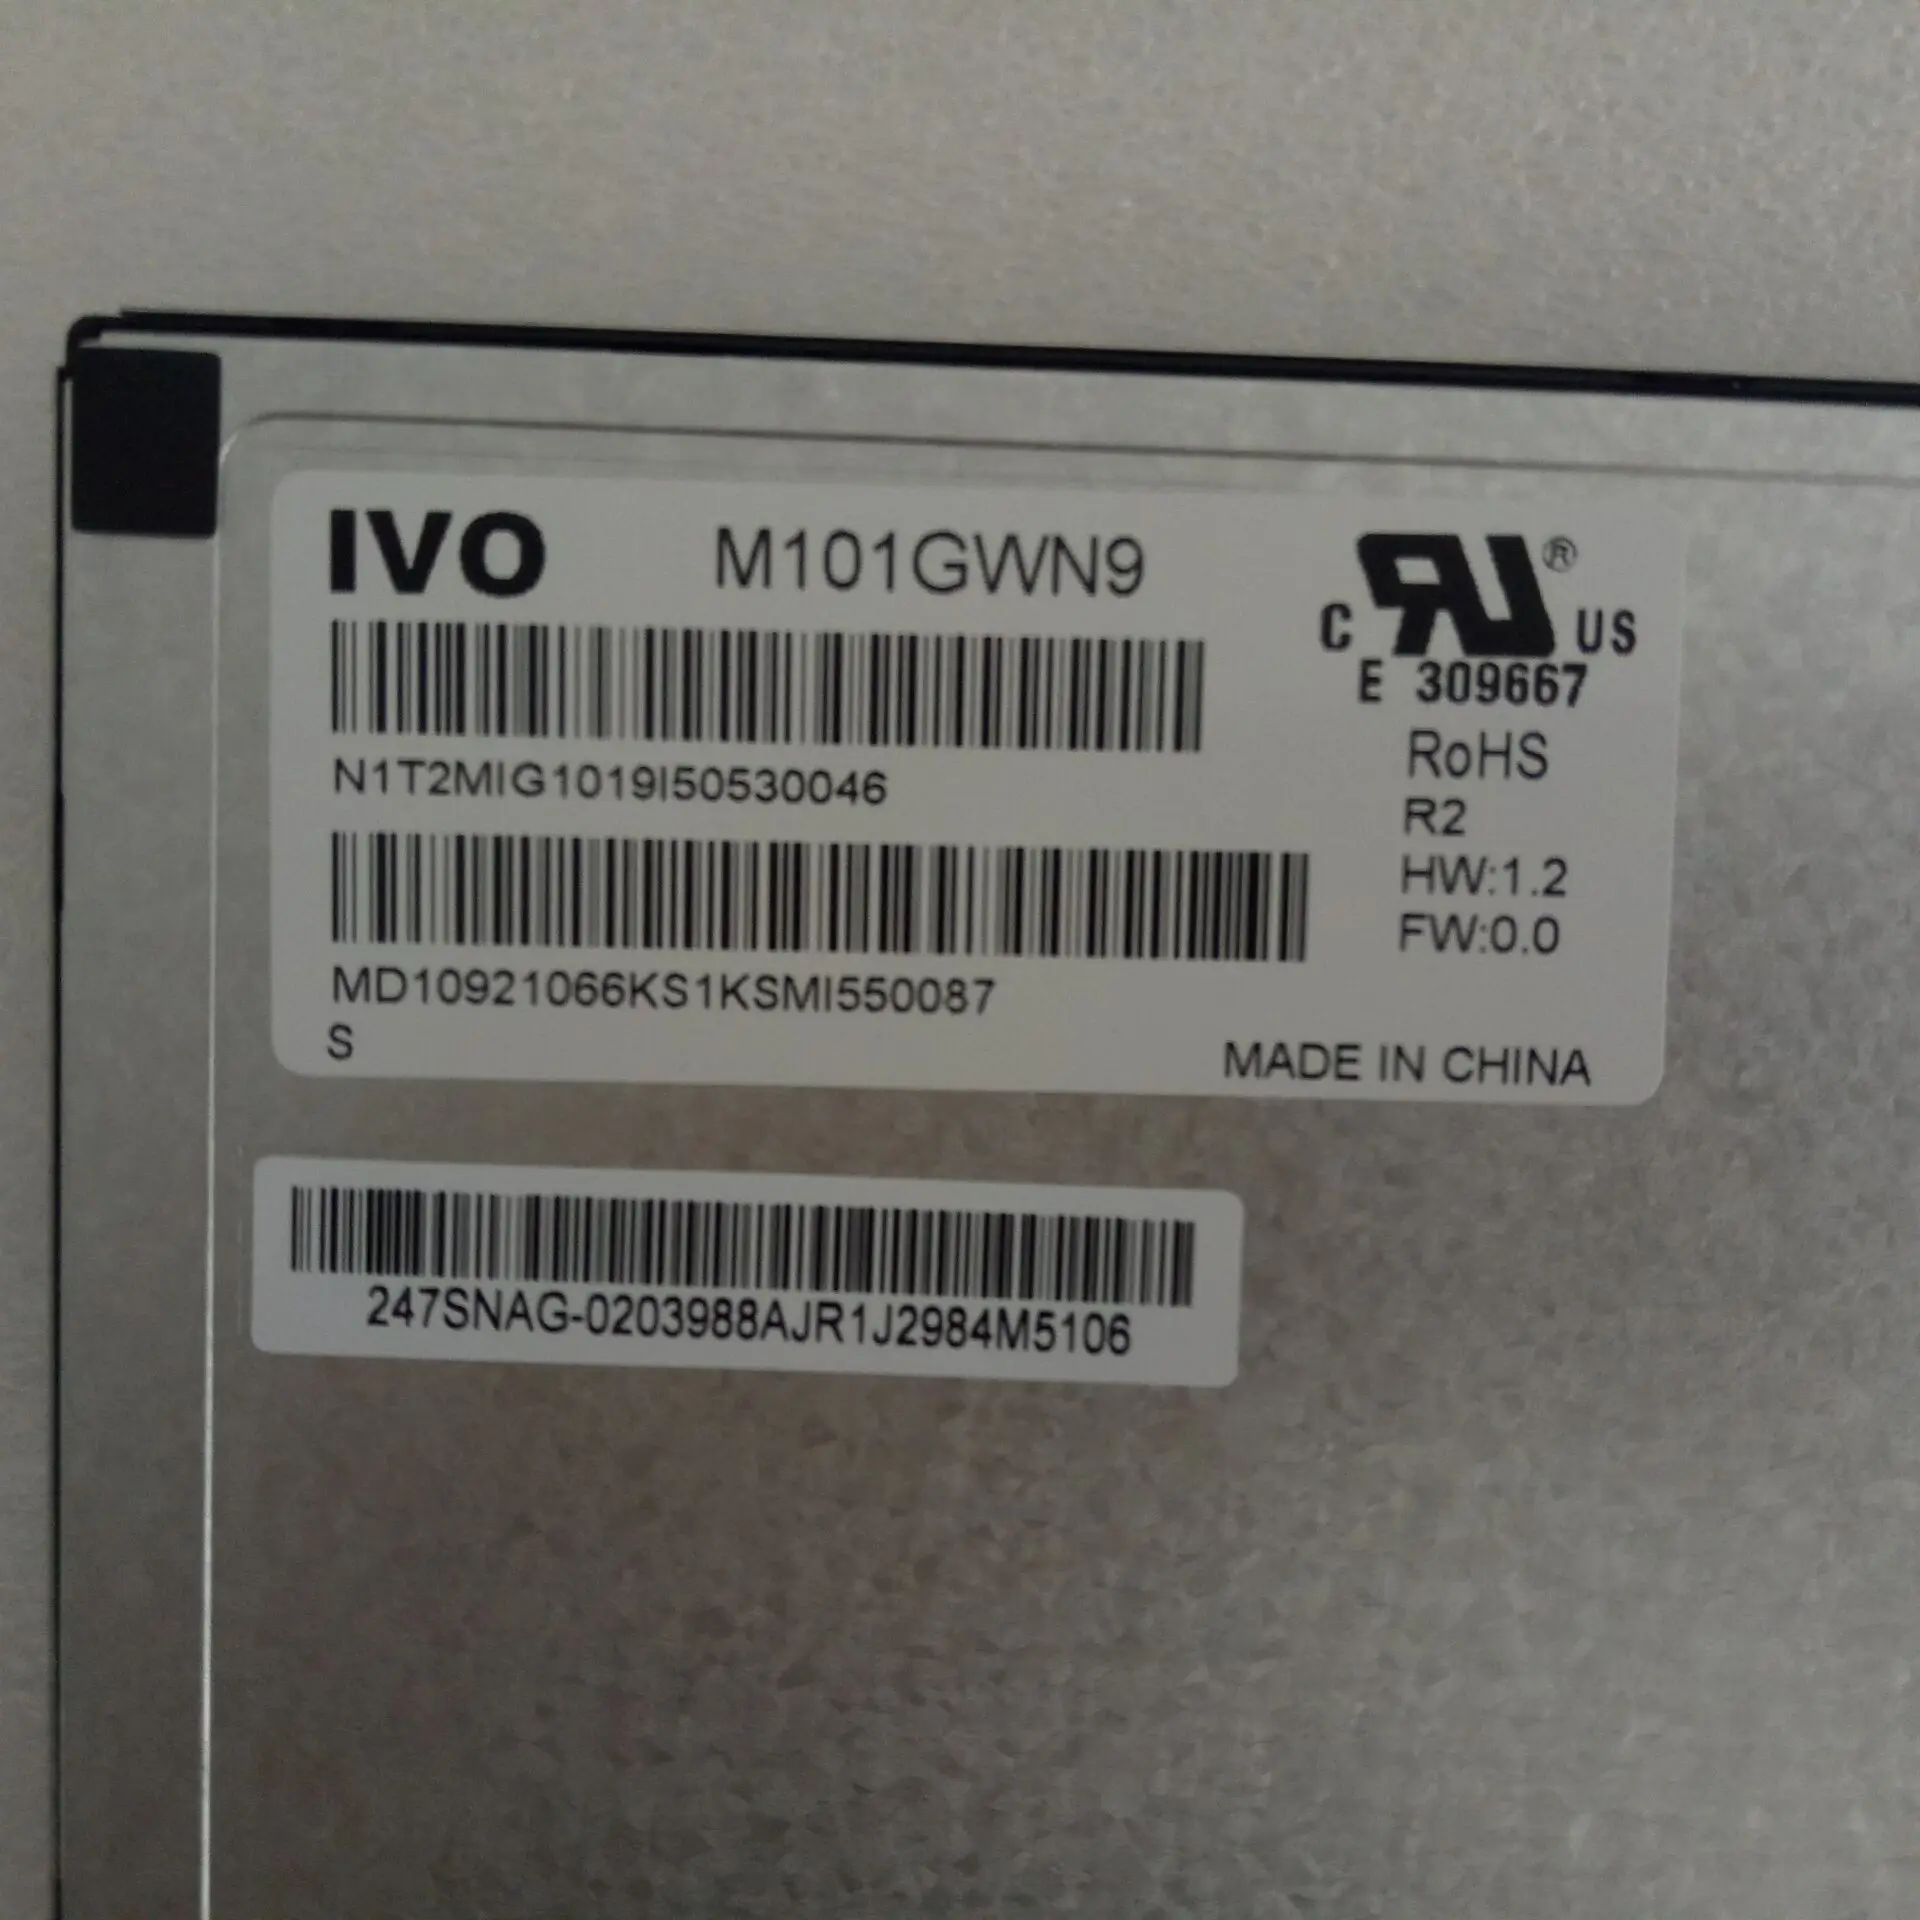 IVO M101GWN9
C US ®
E 309667
N1T2MIG1019I50530046
RoHS
R2
HW:1.2
FW:0.0
MD10921066KS1KSMI550087
S
MADE IN CHINA
247SNAG-0203988AJR1J2984M5106